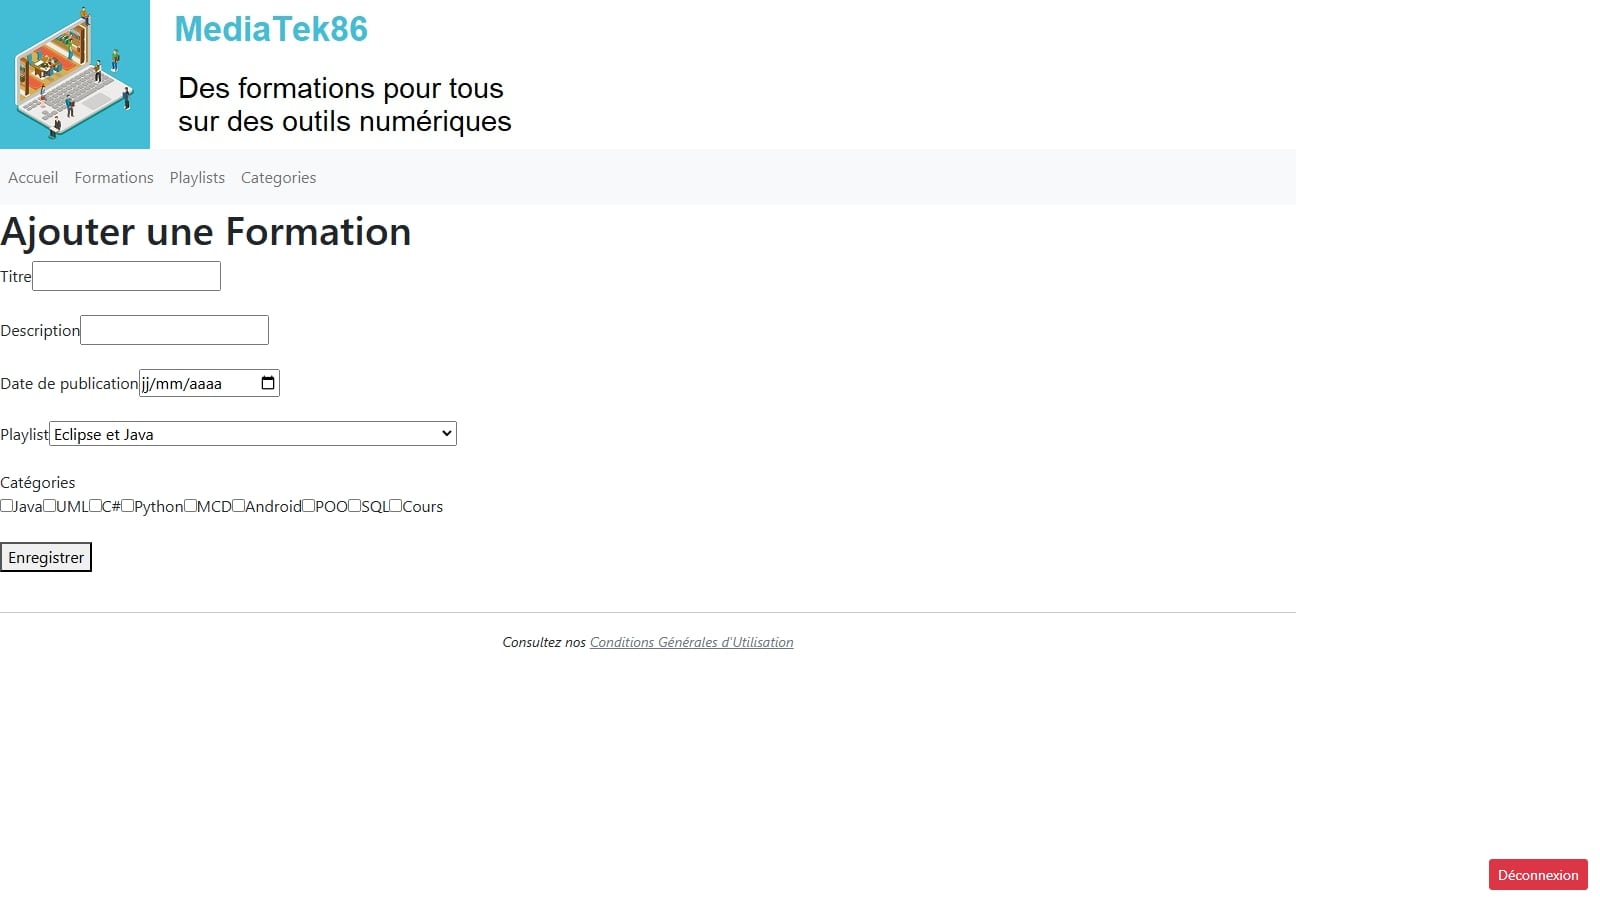 MediaTek86
Des formations pour tous
sur des outils numériques
Accueil Formations Playlists Categories
Ajouter une Formation
Titre
Description
Date de publication jj/mm/aaaa
Playlist Eclipse et Java
Catégories
Java UML C# Python MCD Android POO SQL Cours
Enregistrer
Consultez nos Conditions Générales d'Utilisation
Déconnexion